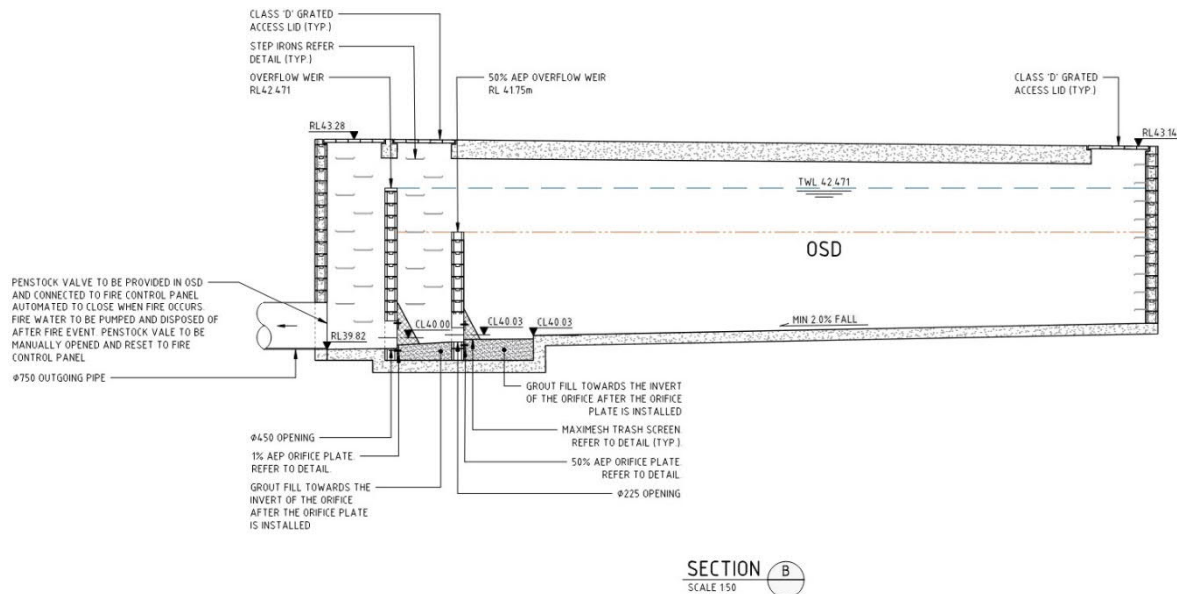 CLASS 'D' GRATED
ACCESS LID (TYP.)
STEP IRONS REFER
DETAIL (TYP.)
OVERFLOW WEIR
RL42.471
50% AEP OVERFLOW WEIR
RL 41.75m
CLASS 'D' GRATED
ACCESS LID (TYP.)
RL43.28
RL43.14
TWL 42.471
OSD
PENSTOCK VALVE TO BE PROVIDED IN OSD
AND CONNECTED TO FIRE CONTROL PANEL
AUTOMATED TO CLOSE WHEN FIRE OCCURS.
FIRE WATER TO BE PUMPED AND DISPOSED OF
AFTER FIRE EVENT. PENSTOCK VALE TO BE
MANUALLY OPENED AND RESET TO FIRE
CONTROL PANEL
RL39.82
CL40.00
CL40.03
CL40.03
MIN 2.0% FALL
Ø750 OUTGOING PIPE
GROUT FILL TOWARDS THE INVERT
OF THE ORIFICE AFTER THE ORIFICE
PLATE IS INSTALLED
MAXIMESH TRASH SCREEN.
REFER TO DETAIL (TYP.).
50% AEP ORIFICE PLATE.
REFER TO DETAIL.
Ø225 OPENING
Ø450 OPENING
1% AEP ORIFICE PLATE.
REFER TO DETAIL.
GROUT FILL TOWARDS THE
INVERT OF THE ORIFICE
AFTER THE ORIFICE PLATE
IS INSTALLED
SECTION B
SCALE 1:50